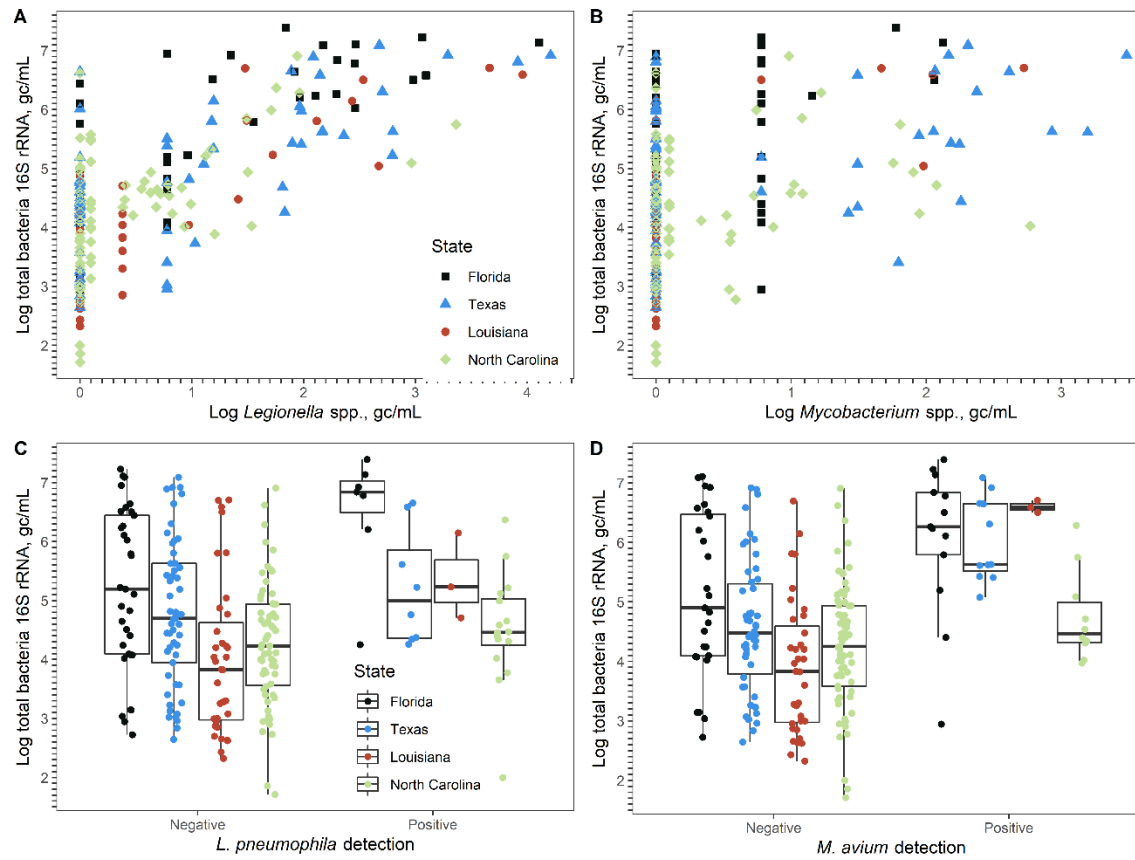 A
Log total bacteria 16S rRNA, gc/mL
7
6
5
4
3
2
0 1 2 3 4
Log Legionella spp., gc/mL
State
Florida
Texas
Louisiana
North Carolina
B
Log total bacteria 16S rRNA, gc/mL
7
6
5
4
3
2
0 1 2 3
Log Mycobacterium spp., gc/mL
C
Log total bacteria 16S rRNA, gc/mL
7
6
5
4
3
2
State
Florida
Texas
Louisiana
North Carolina
Negative Positive
L. pneumophila detection
D
Log total bacteria 16S rRNA, gc/mL
7
6
5
4
3
2
Negative Positive
M. avium detection